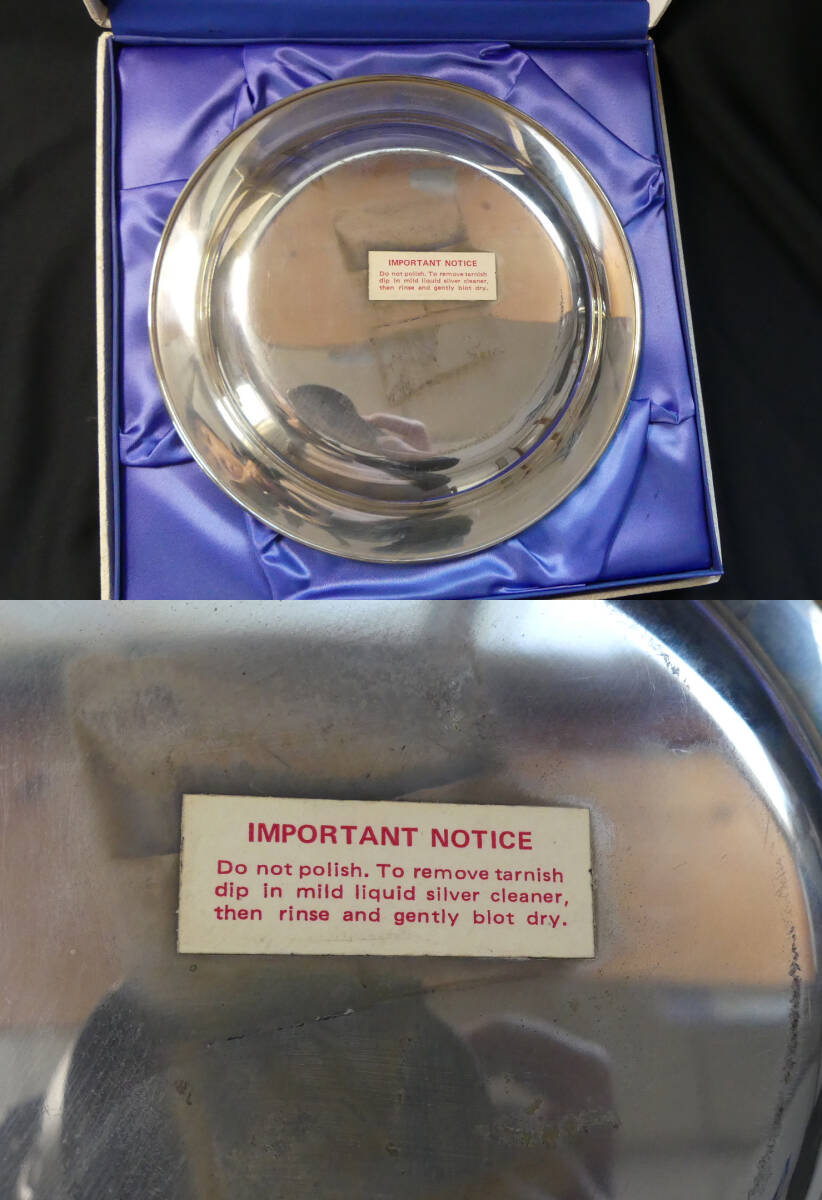 IMPORTANT NOTICE
Do not polish. To remove tarnish
dip in mild liquid silver cleaner,
then rinse and gently blot dry.
IMPORTANT NOTICE
Do not polish. To remove tarnish
dip in mild liquid silver cleaner,
then rinse and gently blot dry.